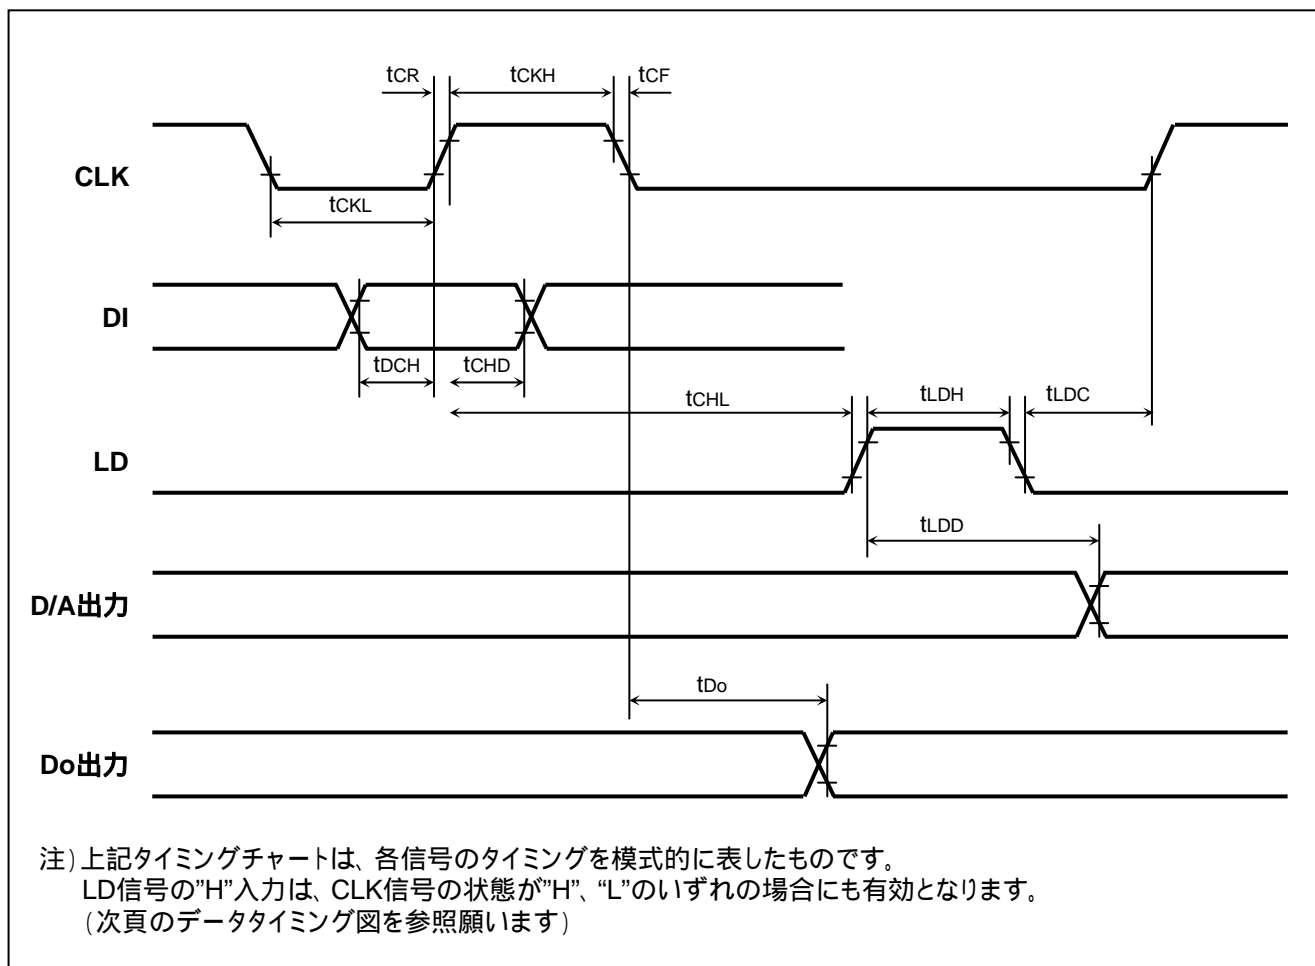 tCR
tCKH
tCF
CLK
tCKL
DI
tDCH
tCHD
tCHL
tLDH
tLDC
LD
tLDD
D/A出力
tDo
Do出力
注)上記タイミングチャートは、各信号のタイミングを模式的に表したものです。
LD信号の”H”入力は、CLK信号の状態が”H”、“L”のいずれの場合にも有効となります。
(次頁のデータタイミング図を参照願います)